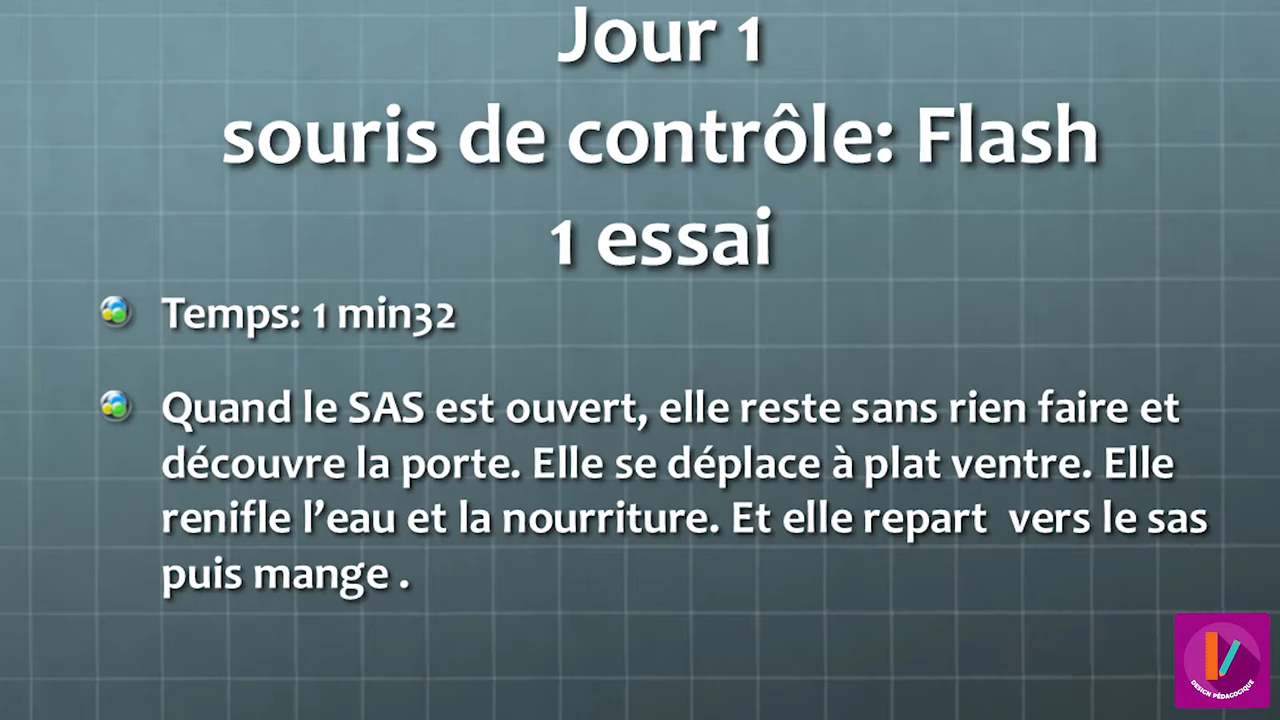 Jour 1
souris de contrôle: Flash
1 essai
Temps: 1 min32
Quand le SAS est ouvert, elle reste sans rien faire et
découvre la porte. Elle se déplace à plat ventre. Elle
renifle l’eau et la nourriture. Et elle repart  vers le sas
puis mange .
DESIGN PÉDAGOGIQUE